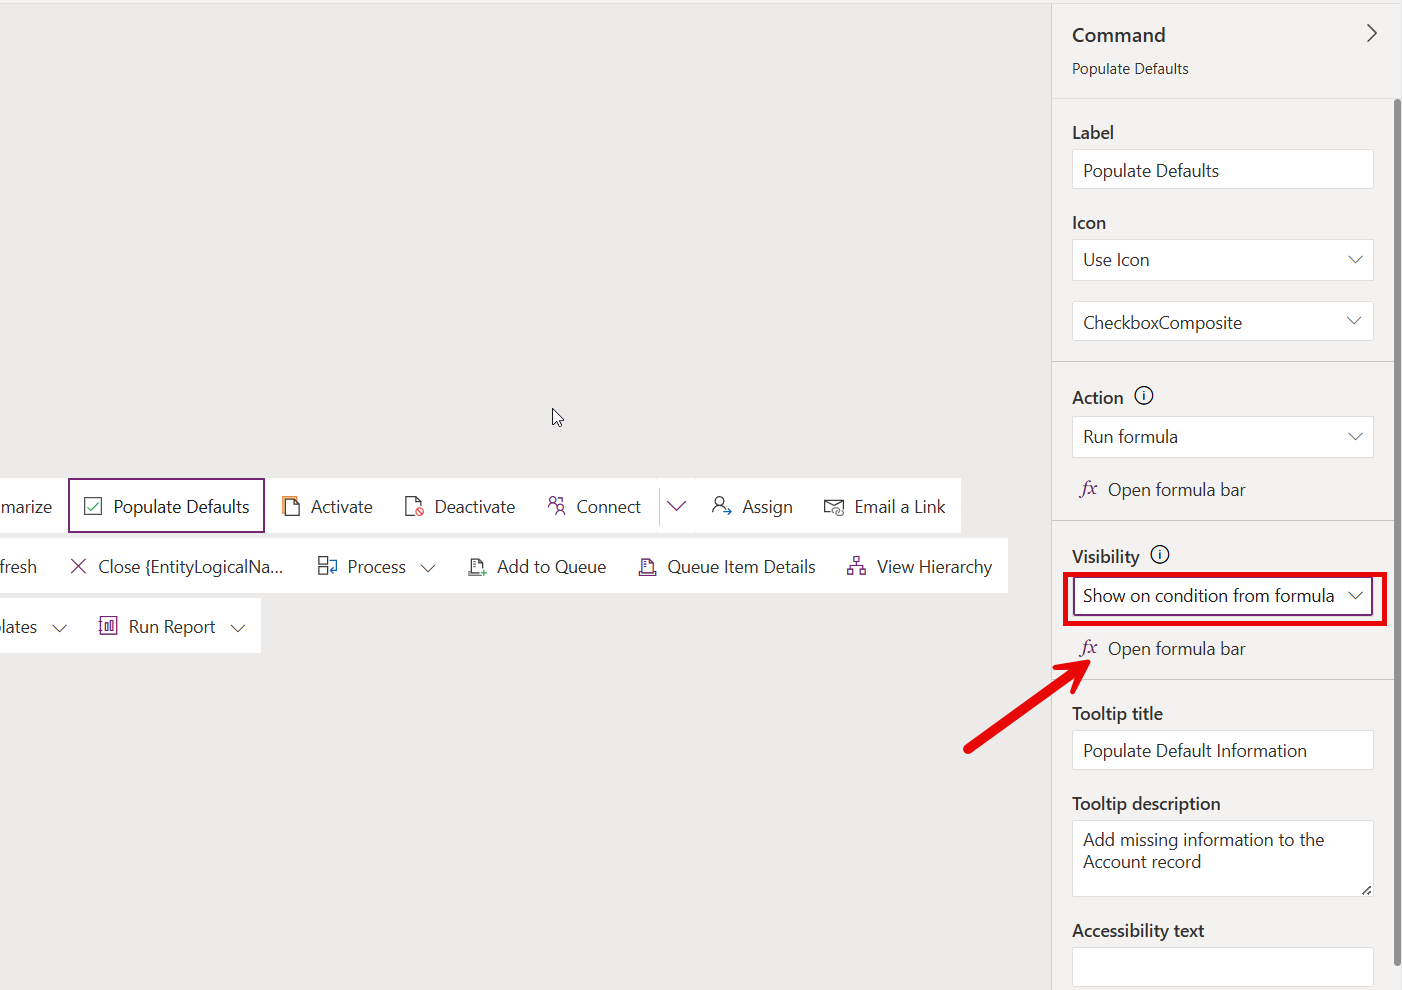 Command
Populate Defaults
Label
Populate Defaults
Icon
Use Icon
CheckboxComposite
Action
Run formula
fx Open formula bar
marize Populate Defaults Activate Deactivate Connect Assign Email a Link
Visibility
fresh Close {EntityLogicalNa... Process Add to Queue Queue Item Details View Hierarchy
Show on condition from formula
lates Run Report
fx Open formula bar
Tooltip title
Populate Default Information
Tooltip description
Add missing information to the
Account record
Accessibility text